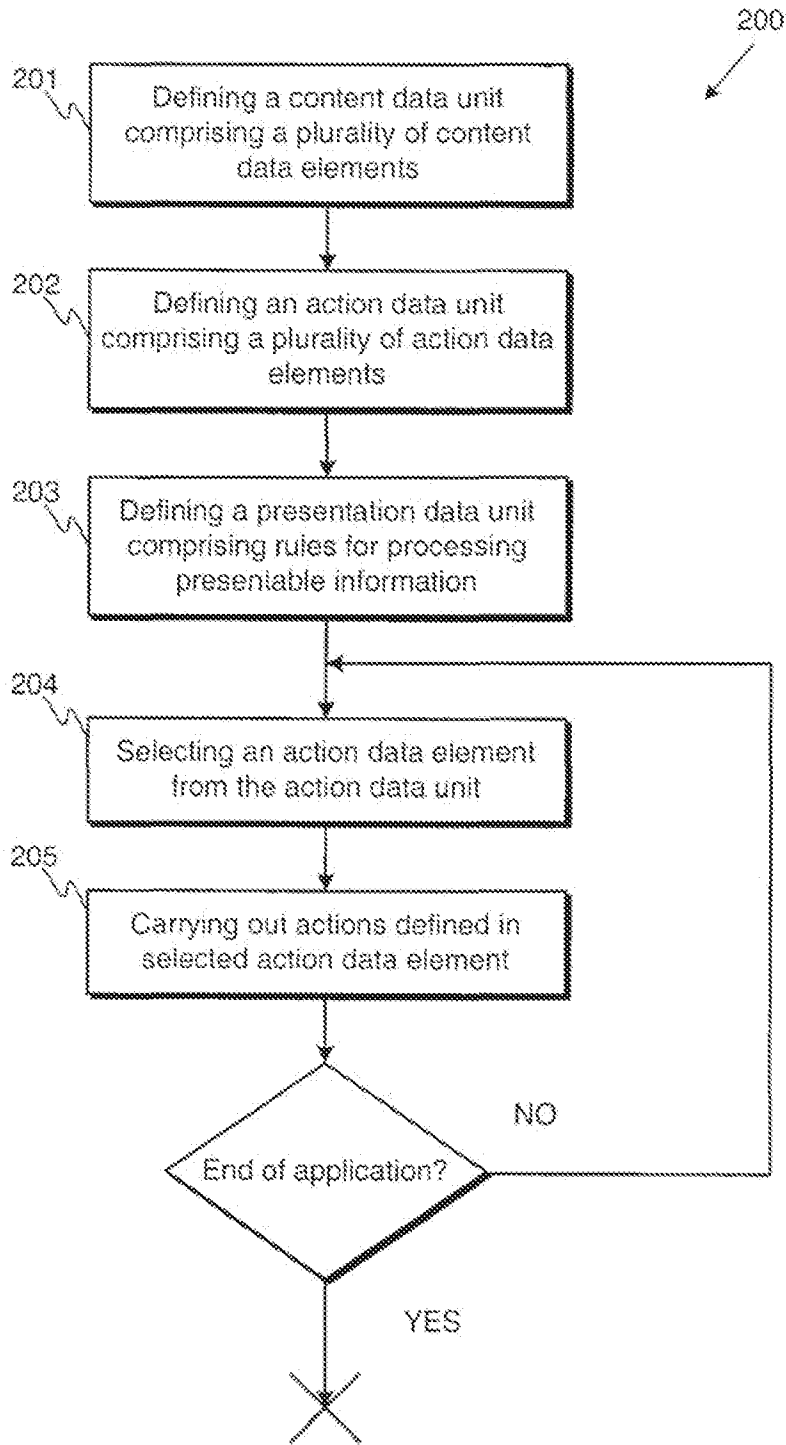 200
201
Defining a content data unit
comprising a plurality of content
data elements
202
Defining an action data unit
comprising a plurality of action data
elements
203
Defining a presentation data unit
comprising rules for processing
presentable information
204
Selecting an action data element
from the action data unit
205
Carrying out actions defined in
selected action data element
NO
End of application?
YES